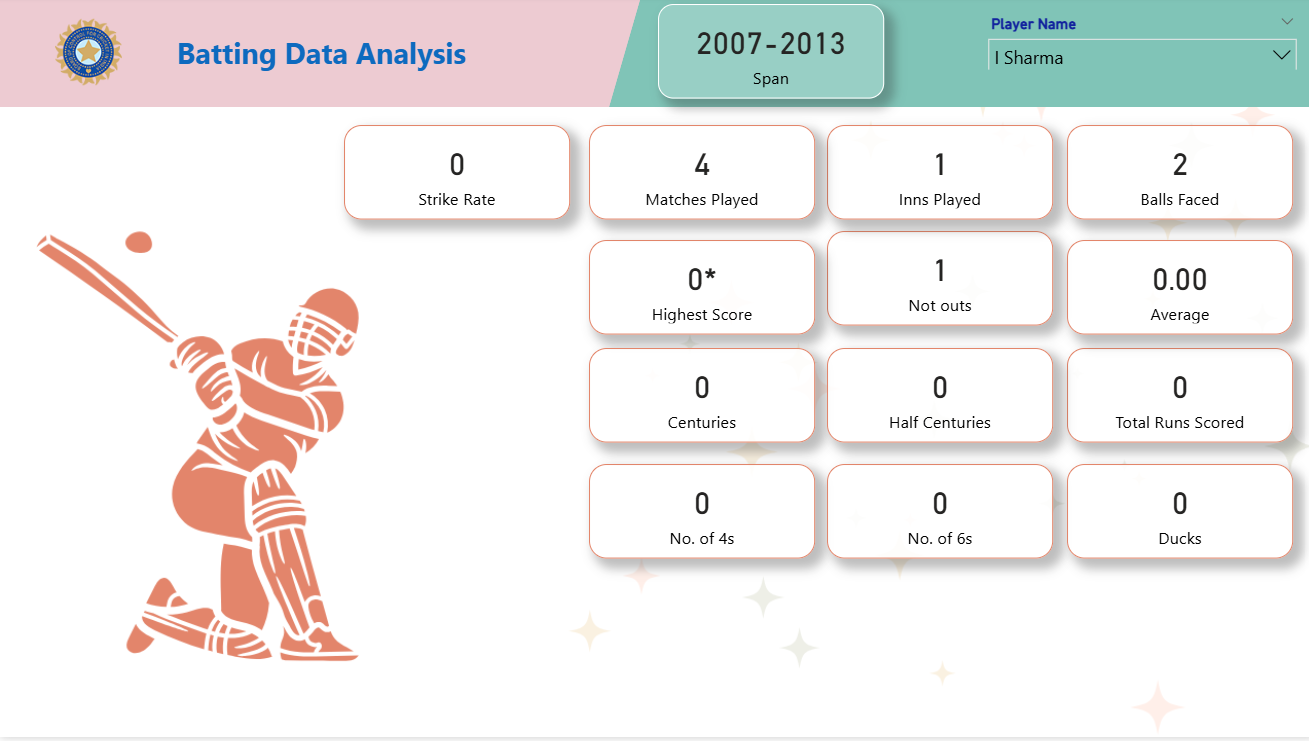 Batting Data Analysis
2007-2013
Span
Player Name
I Sharma
0
Strike Rate
4
Matches Played
1
Inns Played
2
Balls Faced
0*
Highest Score
1
Not outs
0.00
Average
0
Centuries
0
Half Centuries
0
Total Runs Scored
0
No. of 4s
0
No. of 6s
0
Ducks